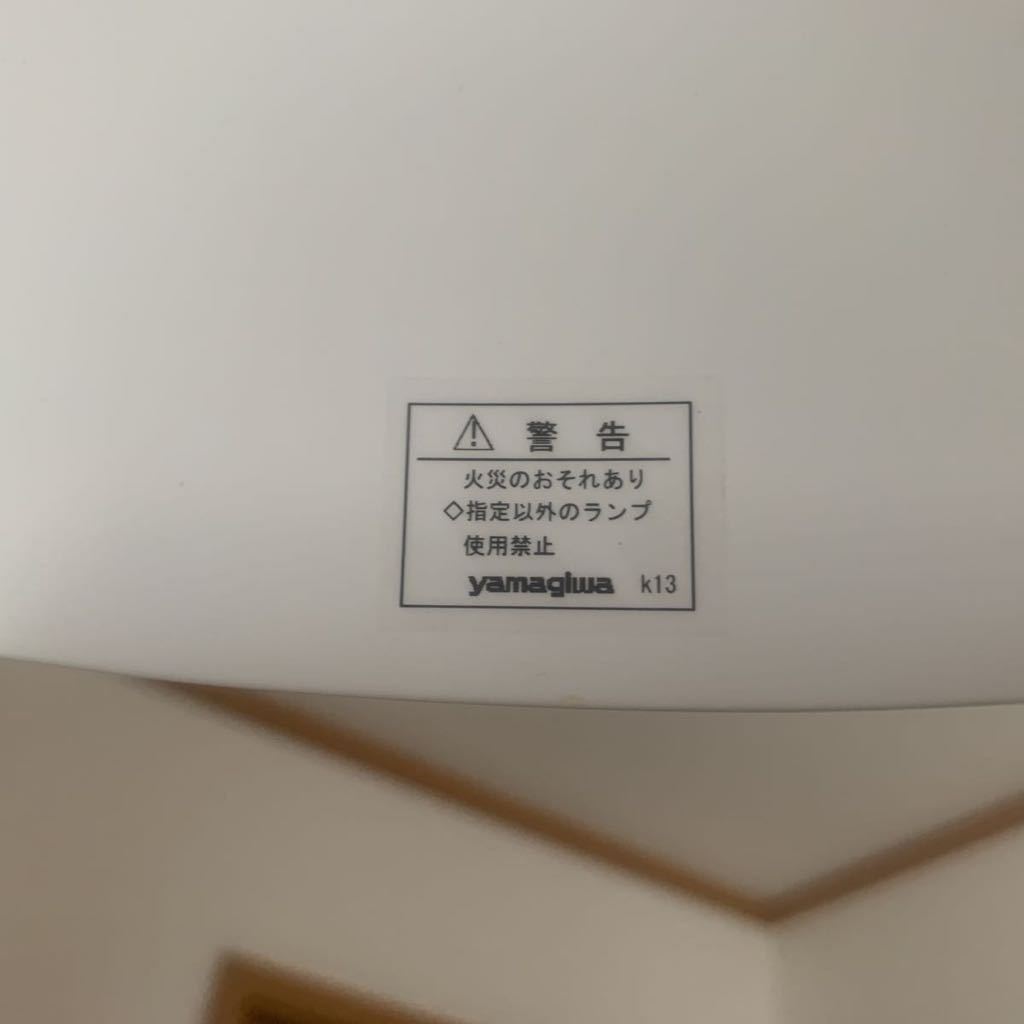 ⚠ 警告
火災のおそれあり
◇指定以外のランプ
使用禁止
yamagiwa k13